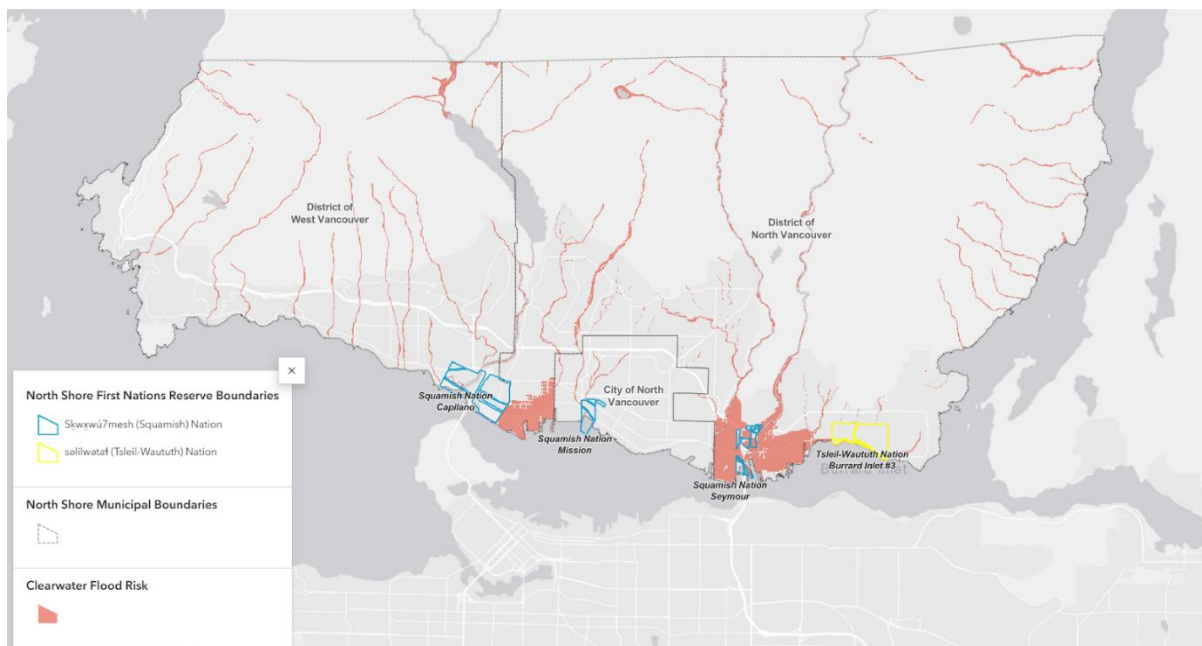 District of
West Vancouver
District of
North Vancouver
North Shore First Nations Reserve Boundaries
Sḵwx̱wú7mesh (Squamish) Nation
səlilwətaɬ (Tsleil-Waututh) Nation
North Shore Municipal Boundaries
Clearwater Flood Risk
Squamish Nation
Capilano
City of North
Vancouver
Squamish Nation
Mission
Squamish Nation
Seymour
Tsleil-Waututh Nation
Burrard Inlet #3
Burrard Inlet